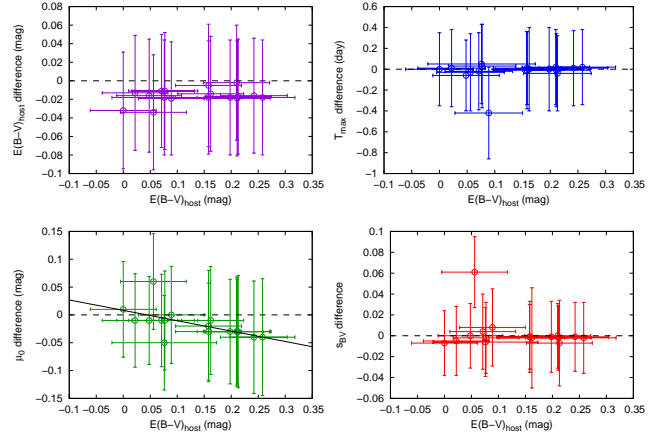 0.08
0.06
0.04
0.02
0
−0.02
−0.04
−0.06
−0.08
−0.1
E(B−V)host difference (mag)
−0.1 −0.05 0 0.05 0.1 0.15 0.2 0.25 0.3 0.35
E(B−V)host (mag)
0.6
0.4
0.2
0
−0.2
−0.4
−0.6
−0.8
−1
Tmax difference (day)
−0.1 −0.05 0 0.05 0.1 0.15 0.2 0.25 0.3 0.35
E(B−V)host (mag)
0.15
0.1
0.05
0
−0.05
−0.1
−0.15
μ0 difference (mag)
−0.1 −0.05 0 0.05 0.1 0.15 0.2 0.25 0.3 0.35
E(B−V)host (mag)
0.1
0.08
0.06
0.04
0.02
0
−0.02
−0.04
−0.06
sBV difference
−0.1 −0.05 0 0.05 0.1 0.15 0.2 0.25 0.3 0.35
E(B−V)host (mag)